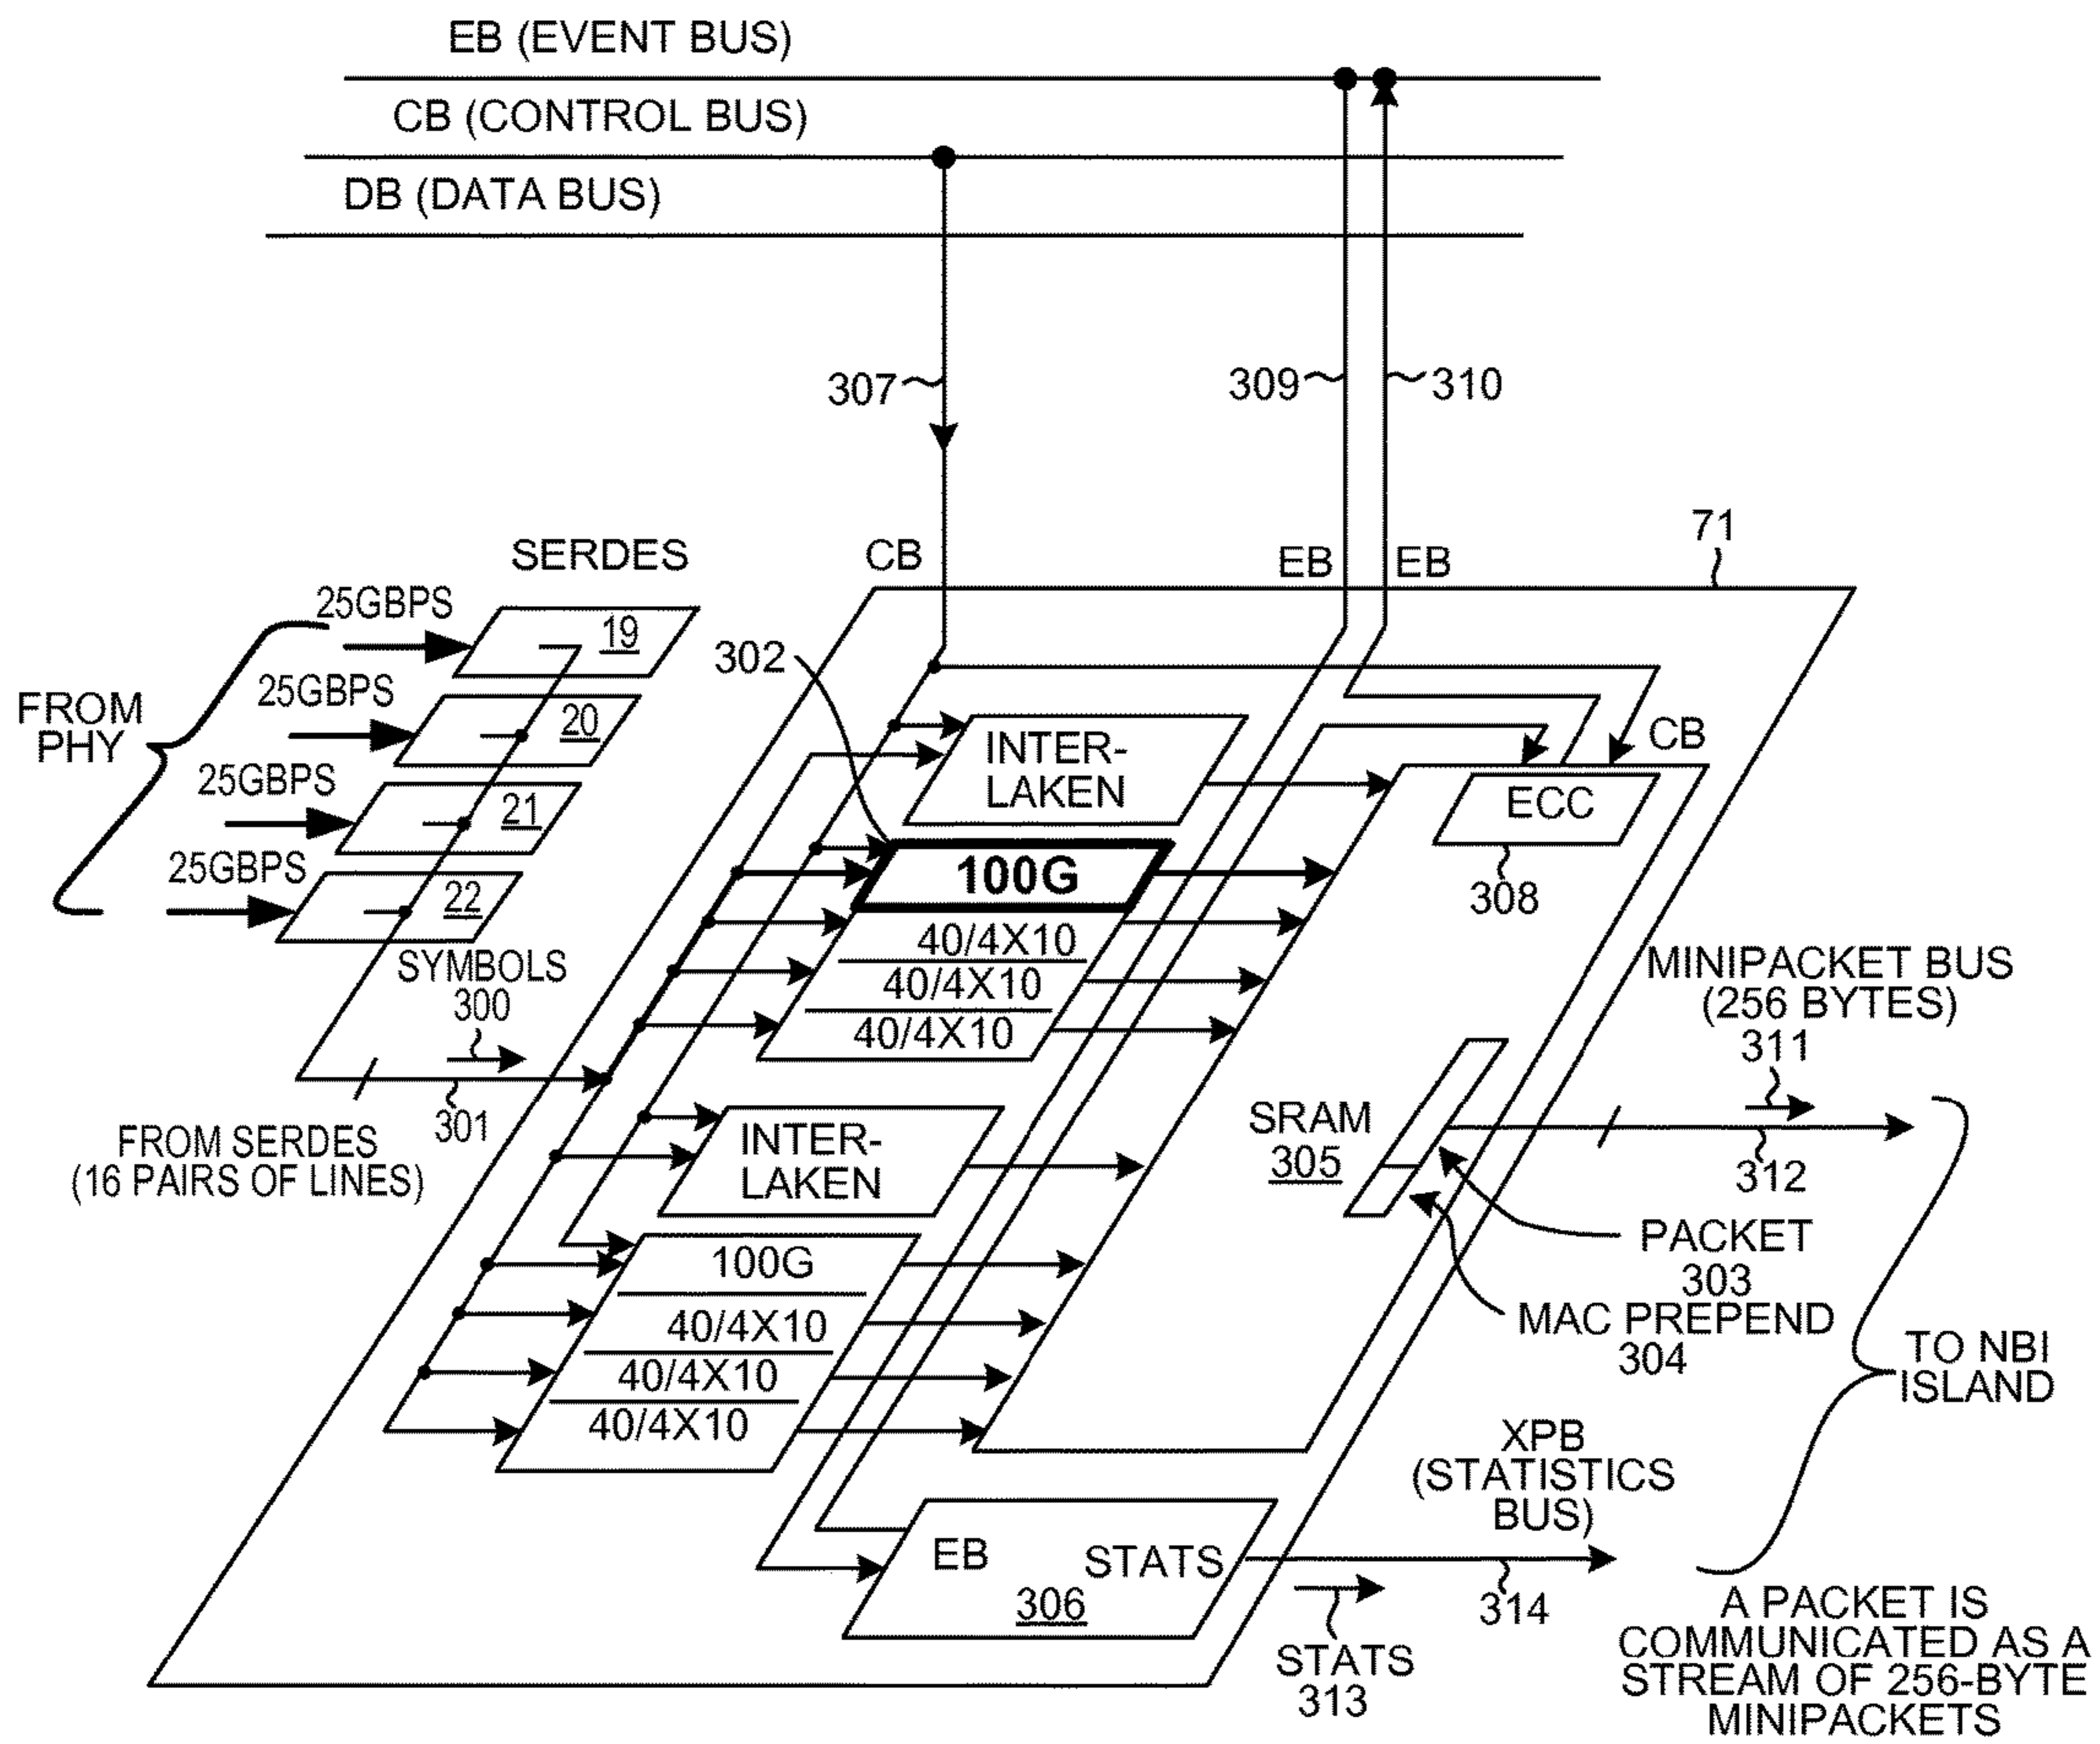 EB (EVENT BUS)
CB (CONTROL BUS)
DB (DATA BUS)
307
309
310
71
SERDES
CB
EB
EB
25GBPS
19
302
25GBPS
20
FROM
PHY
CB
25GBPS
21
INTER-
LAKEN
ECC
25GBPS
22
100G
308
40/4X10
40/4X10
40/4X10
SYMBOLS
300
MINIPACKET BUS
(256 BYTES)
311
301
FROM SERDES
(16 PAIRS OF LINES)
INTER-
LAKEN
SRAM
305
312
PACKET
303
MAC PREPEND
304
100G
40/4X10
40/4X10
40/4X10
TO NBI
ISLAND
XPB
(STATISTICS
BUS)
EB
STATS
306
314
STATS
313
A PACKET IS
COMMUNICATED AS A
STREAM OF 256-BYTE
MINIPACKETS